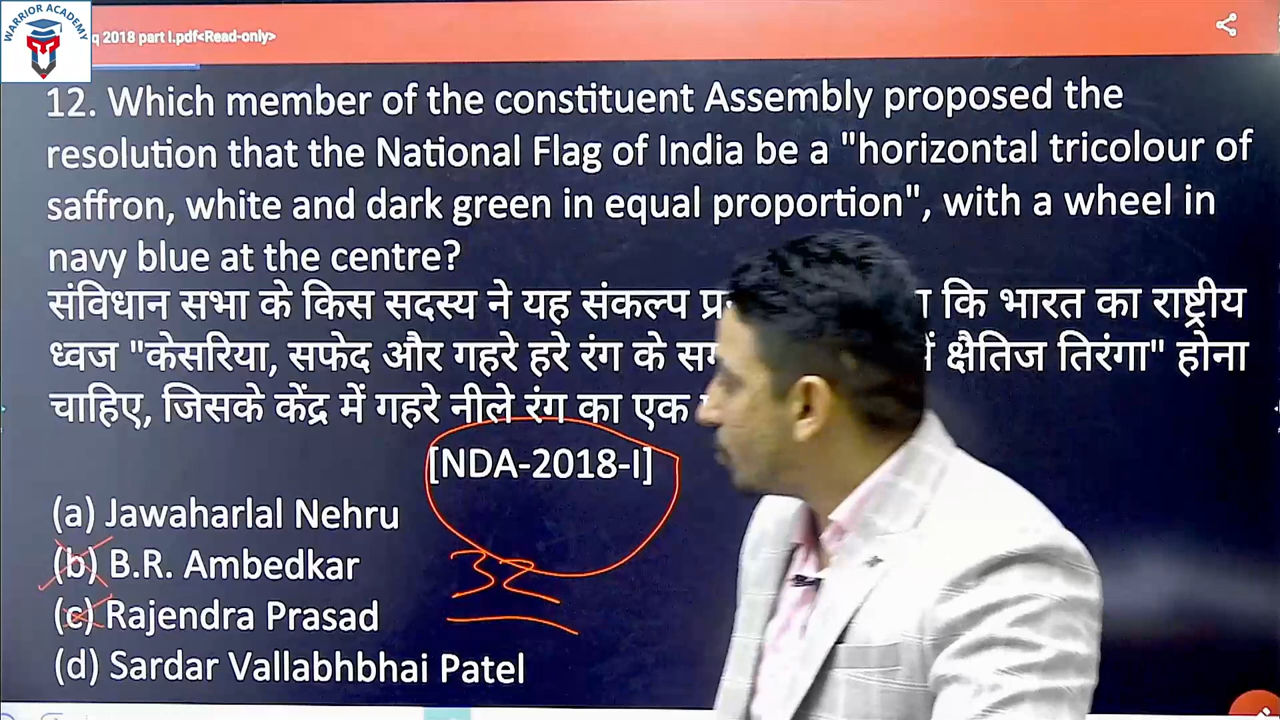 WARRIOR ACADEMY
q 2018 part I.pdf<Read-only>
12. Which member of the constituent Assembly proposed the
resolution that the National Flag of India be a "horizontal tricolour of
saffron, white and dark green in equal proportion", with a wheel in
navy blue at the centre?
संविधान सभा के किस सदस्य ने यह संकल्प कि भारत का राष्ट्रीय
ध्वज "केसरिया, सफेद और गहरे हरे रंग के क्षैतिज तिरंगा" होना
चाहिए, जिसके केंद्र में गहरे नीले रंग का एक
[NDA-2018-I]
(a) Jawaharlal Nehru
(b) B.R. Ambedkar
(c) Rajendra Prasad
(d) Sardar Vallabhbhai Patel